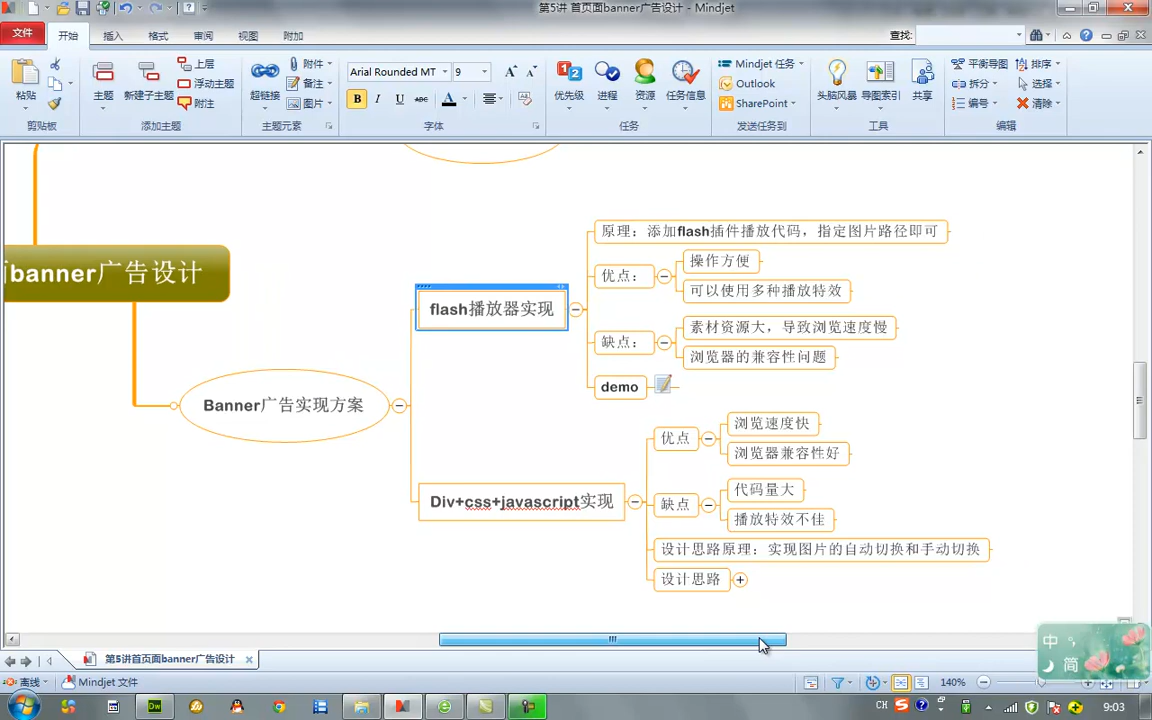 第5讲 首页面banner广告设计 - Mindjet
文件
开始
插入
格式
审阅
视图
附加
查找:
粘贴
剪贴板
主题
新建子主题
上层
浮动主题
附注
添加主题
超链接
附件
备注
图片
主题元素
Arial Rounded MT
9
B I U ABC A
字体
优先级
进程
资源
任务信息
任务
Mindjet 任务
Outlook
SharePoint
发送任务到
头脑风暴
导图索引
共享
工具
平衡导图
拆分
编号
排序
选择
清除
编辑
banner广告设计
Banner广告实现方案
flash播放器实现
原理：添加flash插件播放代码，指定图片路径即可
优点：
操作方便
可以使用多种播放特效
缺点：
素材资源大，导致浏览速度慢
浏览器的兼容性问题
demo
Div+css+javascript实现
优点
浏览速度快
浏览器兼容性好
缺点
代码量大
播放特效不佳
设计思路原理：实现图片的自动切换和手动切换
设计思路
中 °,
简
第5讲首页面banner广告设计
离线
Mindjet 文件
140%
CH
9:03